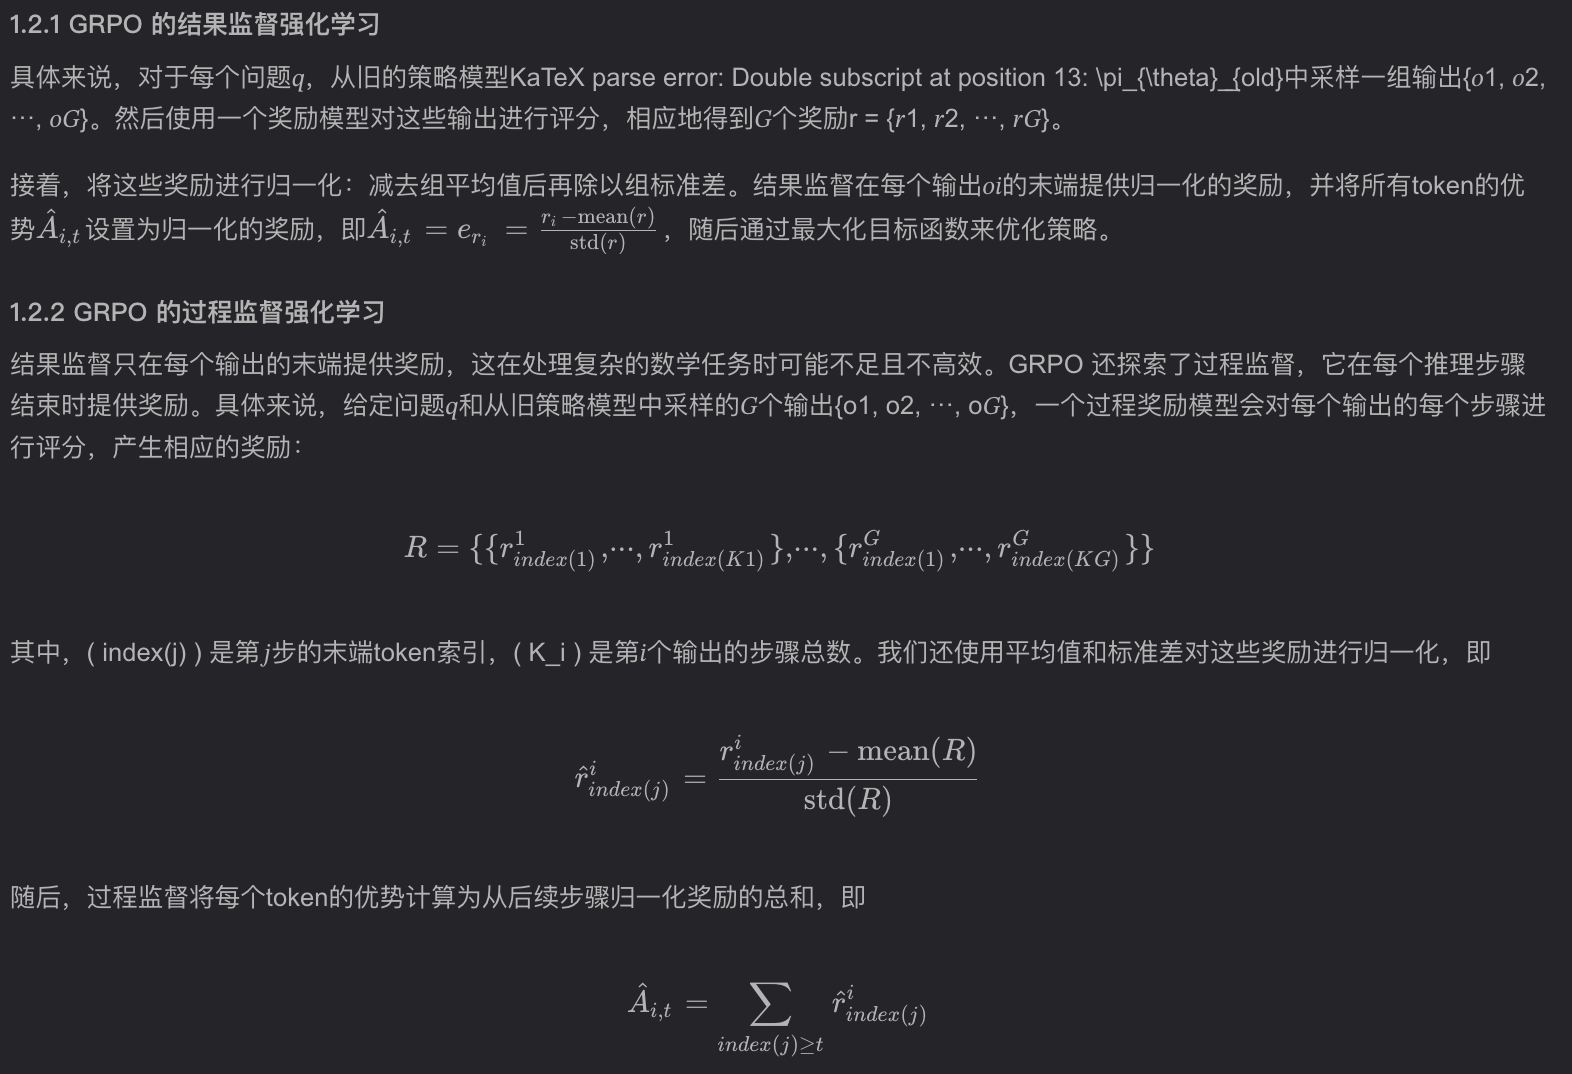 1.2.1 GRPO 的结果监督强化学习
具体来说，对于每个问题q，从旧的策略模型KaTeX parse error: Double subscript at position 13: \pi_{\theta}_̲{old}中采样一组输出{o1, o2,
⋯, oG}。然后使用一个奖励模型对这些输出进行评分，相应地得到G个奖励r = {r1, r2, ⋯, rG}。
接着，将这些奖励进行归一化：减去组平均值后再除以组标准差。结果监督在每个输出oi的末端提供归一化的奖励，并将所有token的优
势Â_{i,t}设置为归一化的奖励，即Â_{i,t} = e_{r_i} = \frac{r_i−mean(r)}{std(r)}，随后通过最大化目标函数来优化策略。
1.2.2 GRPO 的过程监督强化学习
结果监督只在每个输出的末端提供奖励，这在处理复杂的数学任务时可能不足且不高效。GRPO 还探索了过程监督，它在每个推理步骤
结束时提供奖励。具体来说，给定问题q和从旧策略模型中采样的G个输出{o1, o2, ⋯, oG}，一个过程奖励模型会对每个输出的每个步骤进
行评分，产生相应的奖励：
R = {{r^1_{index(1)},⋯,r^1_{index(K1)}},⋯,{r^G_{index(1)},⋯,r^G_{index(KG)}}}
其中，( index(j) ) 是第j步的末端token索引，( K_i ) 是第i个输出的步骤总数。我们还使用平均值和标准差对这些奖励进行归一化，即
\hat{r}^i_{index(j)} = \frac{r^i_{index(j)} − mean(R)}{std(R)}
随后，过程监督将每个token的优势计算为从后续步骤归一化奖励的总和，即
Â_{i,t} = \sum_{index(j)≥t} \hat{r}^i_{index(j)}